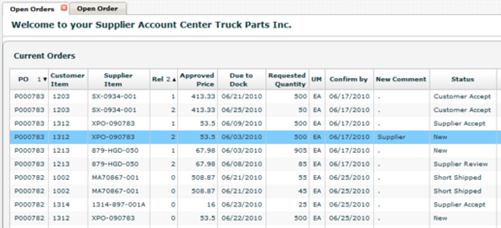 Open Orders Open Order
Welcome to your Supplier Account Center Truck Parts Inc.
Current Orders
PO 1 Customer Item Supplier Item Rel 2 Approved Price Due to Dock Requested Quantity UM Confirm by New Comment Status
P000783 1203 SX-0934-001 1 413.33 06/21/2010 500 EA 06/17/2010 . Customer Accept
P000783 1203 SX-0934-001 2 413.33 06/25/2010 50 EA 06/17/2010 . Customer Accept
P000783 1312 XPO-090783 1 53.5 06/09/2010 500 EA 06/17/2010 . Supplier Accept
P000783 1312 XPO-090783 2 53.5 06/03/2010 500 EA 06/17/2010 Supplier New
P000783 1213 879-HGD-050 1 67.98 06/03/2010 905 EA 06/17/2010 . New
P000783 1213 879-HGD-050 2 67.98 06/08/2010 85 EA 06/17/2010 . Supplier Review
P000782 1002 MA70867-001 0 508.87 06/21/2010 55 EA 06/25/2010 . Short Shipped
P000782 1002 MA70867-001 0 508.87 06/21/2010 45 EA 06/25/2010 . Short Shipped
P000782 1314 1314-897-001A 0 16 06/23/2010 25 EA 06/25/2010 . Supplier Accept
P000782 1312 XPO-090783 0 53.5 06/22/2010 500 EA 06/25/2010 . New